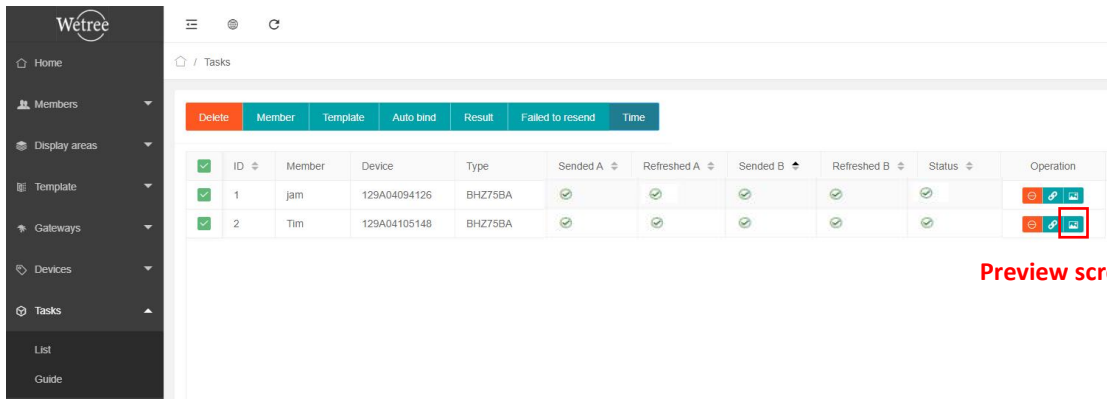 Wetree
Home
/ Tasks
Members
Display areas
Template
Gateways
Devices
Tasks
List
Guide
Delete Member Template Auto bind Result Failed to resend Time
ID Member Device Type Sended A Refreshed A Sended B Refreshed B Status Operation
1 jam 129A04094126 BHZ75BA
2 Tim 129A04105148 BHZ75BA
Preview scr